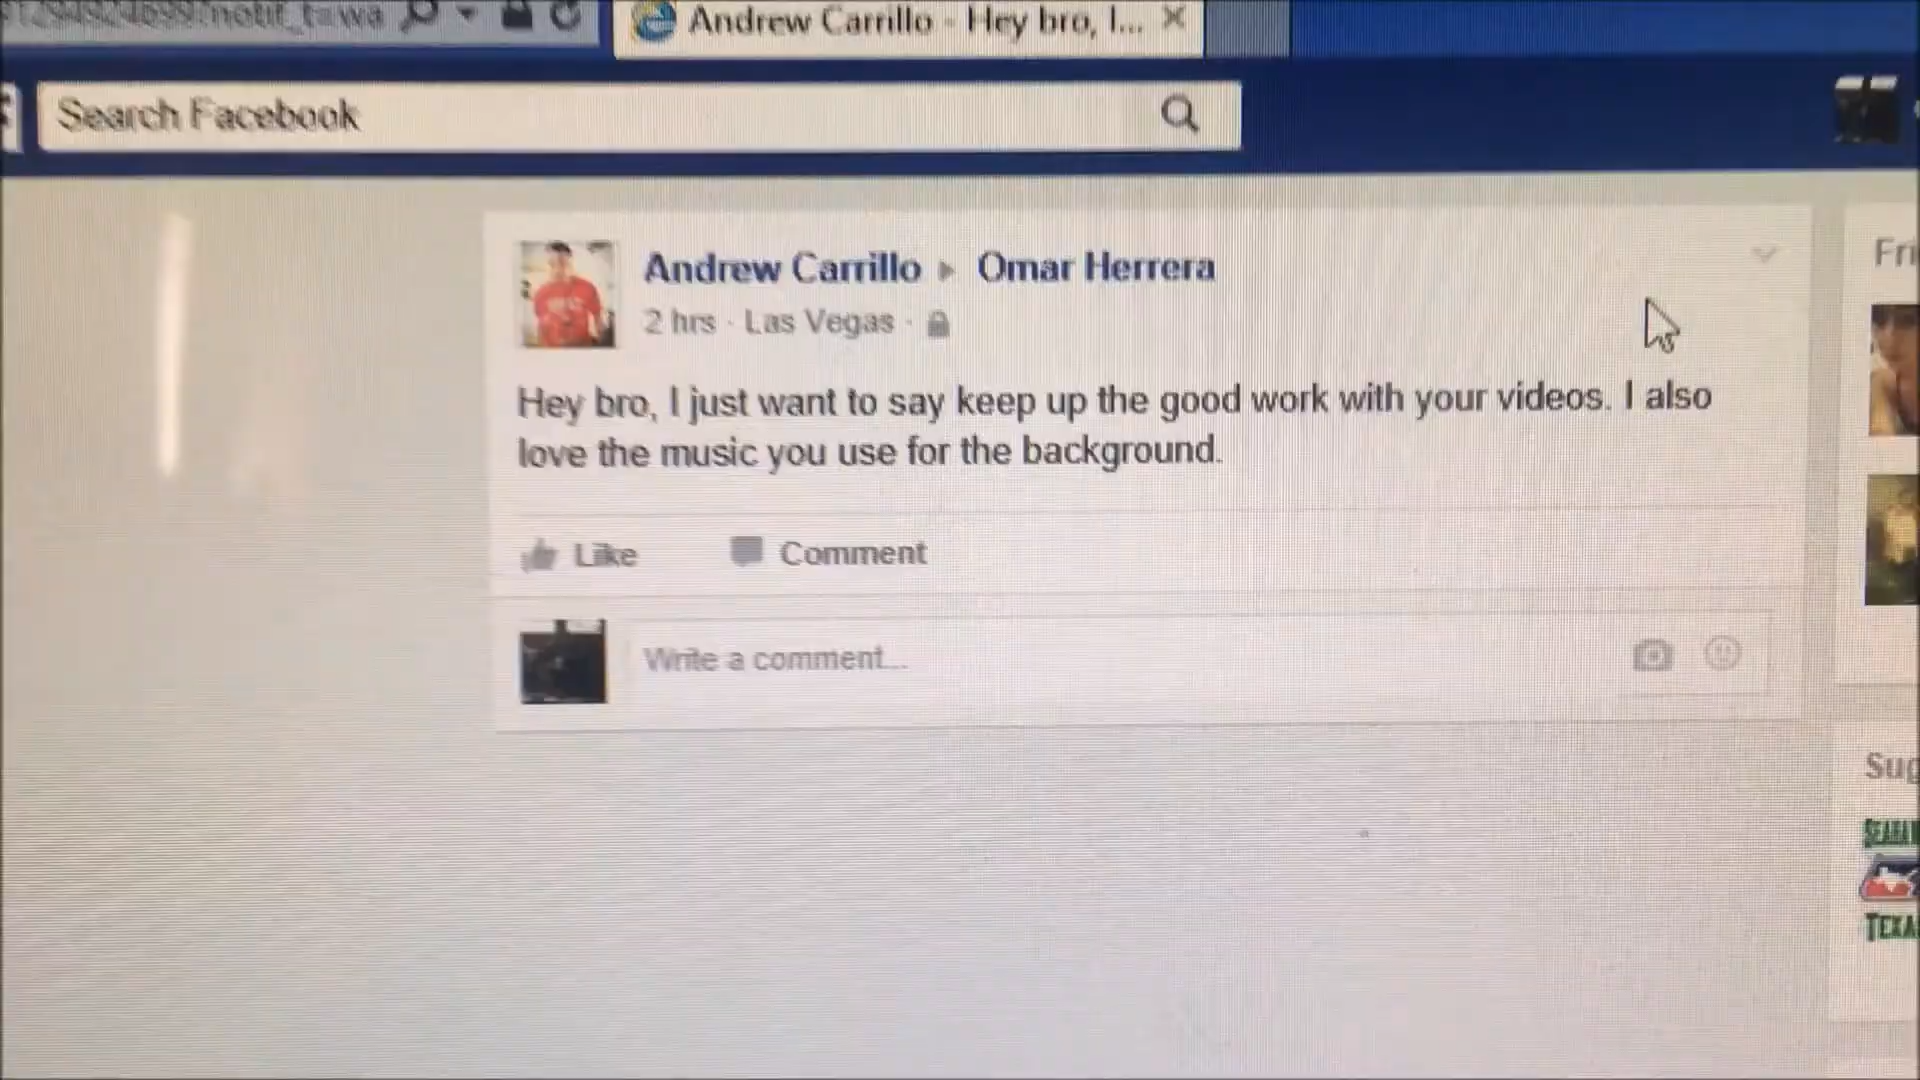 Andrew Carrillo - Hey bro, I...
Search Facebook
Andrew Carrillo ▸ Omar Herrera
2 hrs · Las Vegas ·
Hey bro, I just want to say keep up the good work with your videos. I also
love the music you use for the background.
Like Comment
Write a comment...